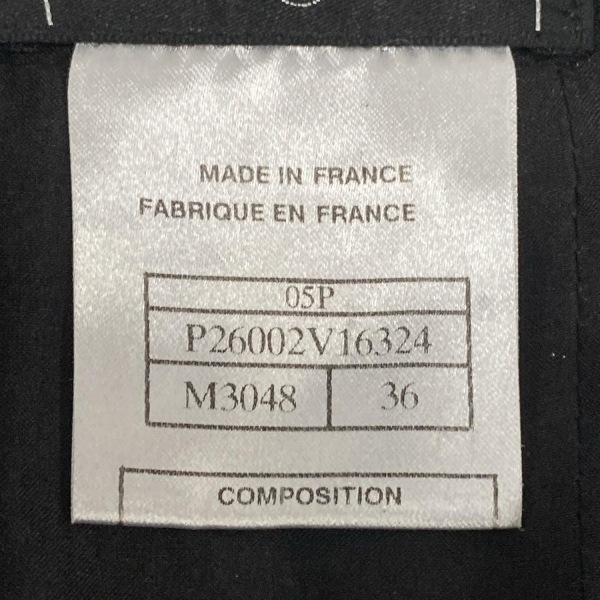 MADE IN FRANCE
FABRIQUE EN FRANCE
05P
P26002V16324
M3048 36
COMPOSITION